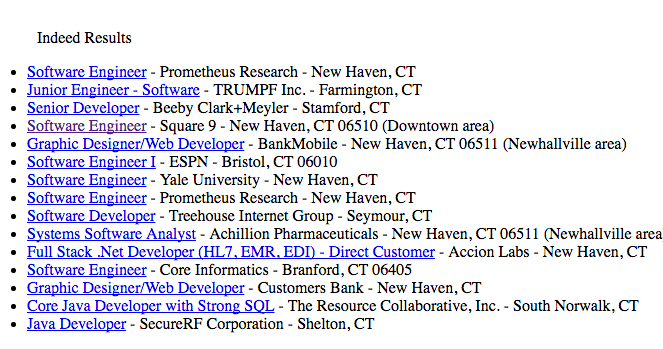 Indeed Results
Software Engineer - Prometheus Research - New Haven, CT
Junior Engineer - Software - TRUMPF Inc. - Farmington, CT
Senior Developer - Beeby Clark+Meyler - Stamford, CT
Software Engineer - Square 9 - New Haven, CT 06510 (Downtown area)
Graphic Designer/Web Developer - BankMobile - New Haven, CT 06511 (Newhallville area)
Software Engineer I - ESPN - Bristol, CT 06010
Software Engineer - Yale University - New Haven, CT
Software Engineer - Prometheus Research - New Haven, CT
Software Developer - Treehouse Internet Group - Seymour, CT
Systems Software Analyst - Achillion Pharmaceuticals - New Haven, CT 06511 (Newhallville area
Full Stack .Net Developer (HL7, EMR, EDI) - Direct Customer - Accion Labs - New Haven, CT
Software Engineer - Core Informatics - Branford, CT 06405
Graphic Designer/Web Developer - Customers Bank - New Haven, CT
Core Java Developer with Strong SQL - The Resource Collaborative, Inc. - South Norwalk, CT
Java Developer - SecureRF Corporation - Shelton, CT